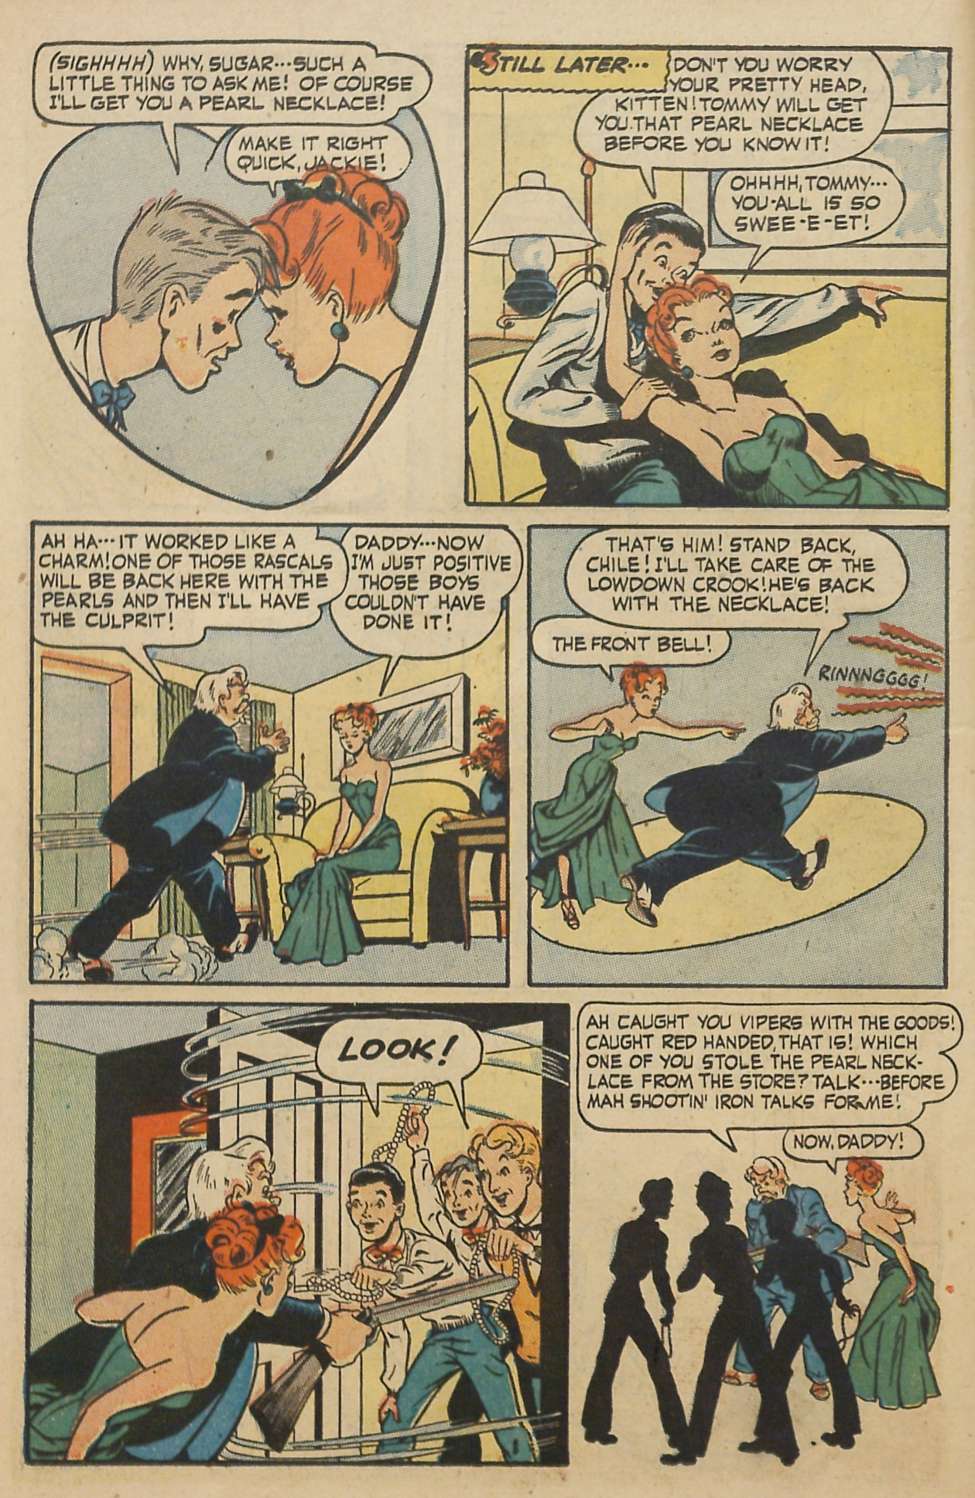 (SIGHHHH) WHY, SUGAR...SUCH A
LITTLE THING TO ASK ME! OF COURSE
I'LL GET YOU A PEARL NECKLACE!
MAKE IT RIGHT
QUICK, JACKIE!
STILL LATER...
DON'T YOU WORRY
YOUR PRETTY HEAD,
KITTEN! TOMMY WILL GET
YOU THAT PEARL NECKLACE
BEFORE YOU KNOW IT!
OHHHH, TOMMY...
YOU-ALL IS SO
SWEE-E-ET!
AH HA...IT WORKED LIKE A
CHARM! ONE OF THOSE RASCALS
WILL BE BACK HERE WITH THE
PEARLS AND THEN I'LL HAVE
THE CULPRIT!
DADDY...NOW
I'M JUST POSITIVE
THOSE BOYS
COULDN'T HAVE
DONE IT!
THE FRONT BELL!
THAT'S HIM! STAND BACK,
CHILE! I'LL TAKE CARE OF THE
LOWDOWN CROOK! HE'S BACK
WITH THE NECKLACE!
RINNNGGGG!
LOOK!
AH CAUGHT YOU VIPERS WITH THE GOODS!
CAUGHT RED HANDED, THAT IS! WHICH
ONE OF YOU STOLE THE PEARL NECK-
LACE FROM THE STORE? TALK...BEFORE
MAH SHOOTIN' IRON TALKS FOR ME!
NOW, DADDY!